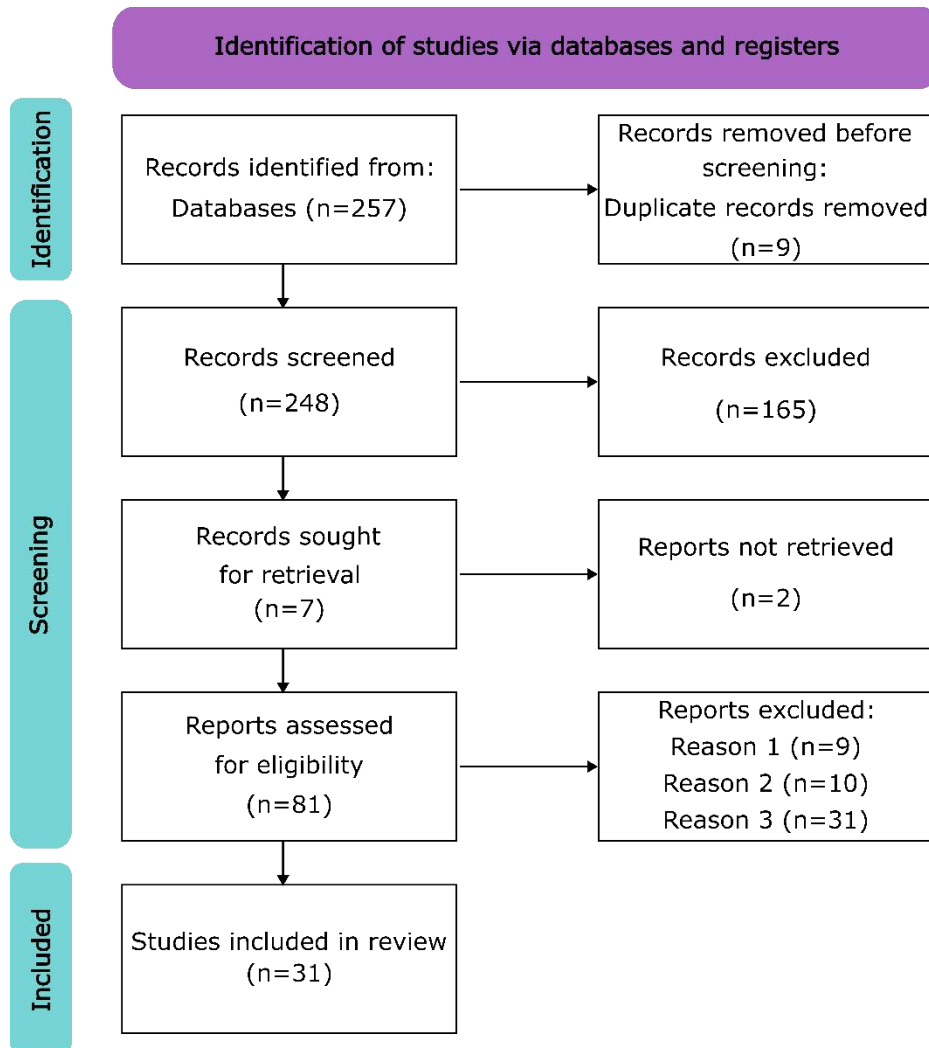 Identification of studies via databases and registers
Identification
Records identified from:
Databases (n=257)
Records removed before
screening:
Duplicate records removed
(n=9)
Screening
Records screened
(n=248)
Records excluded
(n=165)
Records sought
for retrieval
(n=7)
Reports not retrieved
(n=2)
Reports assessed
for eligibility
(n=81)
Reports excluded:
Reason 1 (n=9)
Reason 2 (n=10)
Reason 3 (n=31)
Included
Studies included in review
(n=31)